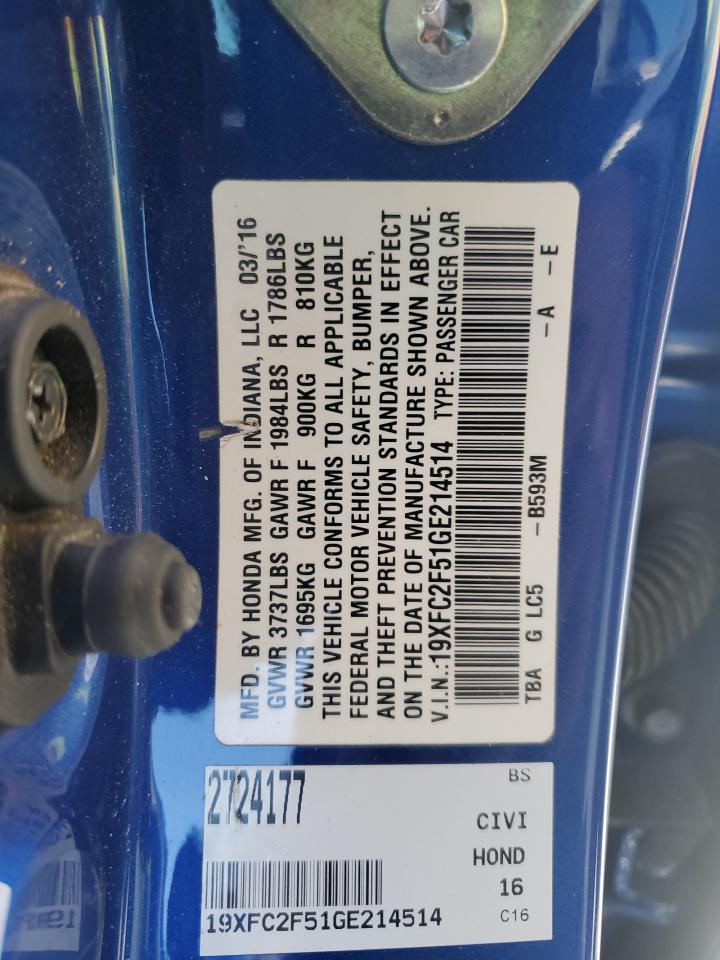 MFD. BY HONDA MFG. OF INDIANA, LLC 03/'16
GVWR 3737LBS GAWR F 1984LBS R 1786LBS
GVWR 1695KG GAWR F 900KG R 810KG
THIS VEHICLE CONFORMS TO ALL APPLICABLE
FEDERAL MOTOR VEHICLE SAFETY, BUMPER,
AND THEFT PREVENTION STANDARDS IN EFFECT
ON THE DATE OF MANUFACTURE SHOWN ABOVE.
V.I.N.:19XFC2F51GE214514 TYPE: PASSENGER CAR
TBA G LC5 -B593M -A -E
2724177
BS
CIVI
HOND
16
19XFC2F51GE214514
C16